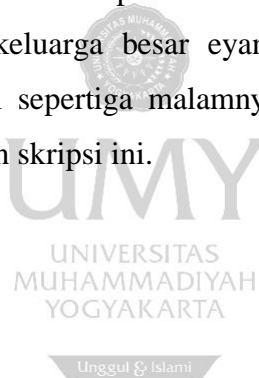 keluarga besar eyan
sepertiga malamny
skripsi ini.
UMY
UNIVERSITAS
MUHAMMADIYAH
YOGYAKARTA
Unggul & Islami